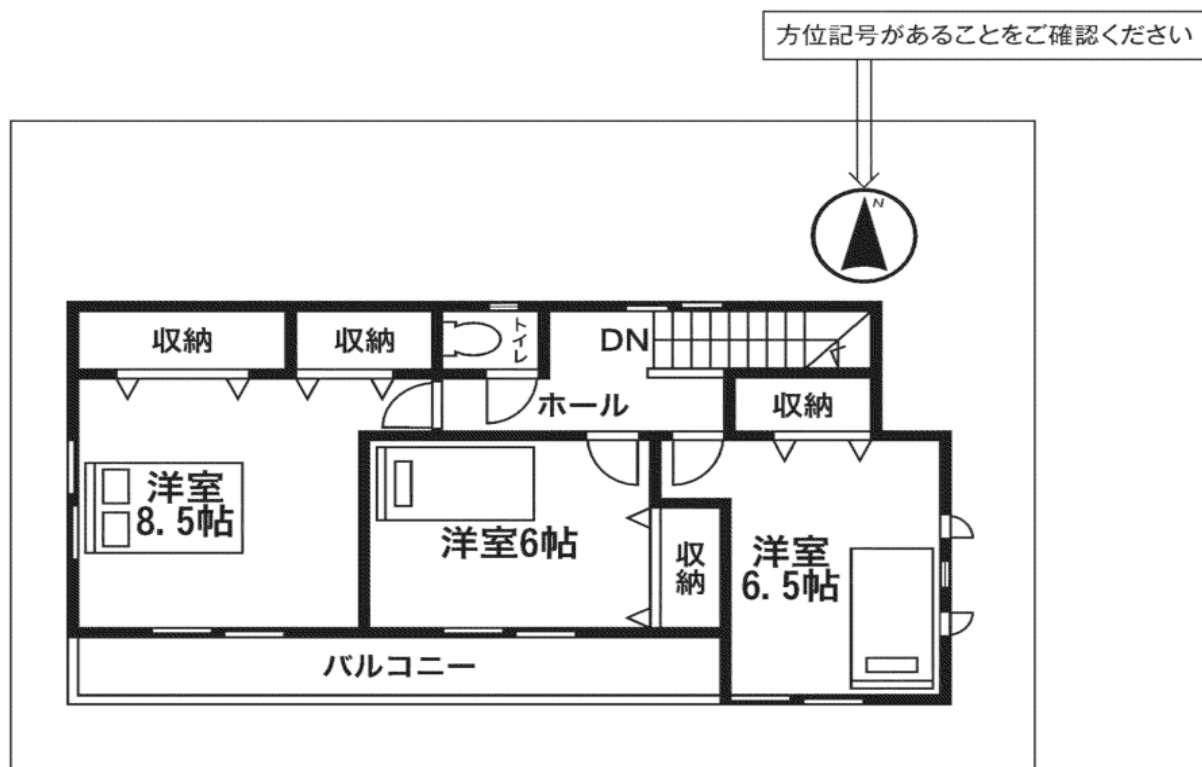 方位記号があることをご確認ください
N
収納
収納
トイレ
DN
ホール
収納
洋室
8. 5帖
洋室6帖
収納
洋室
6. 5帖
バルコニー